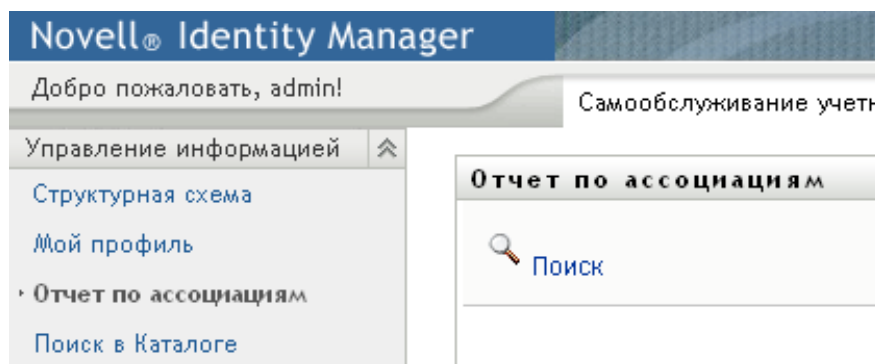 Novell® Identity Manager
Добро пожаловать, admin!
Самообслуживание
Управление информацией
Структурная схема
Мой профиль
Отчет по ассоциациям
Поиск в Каталоге
Отчет по ассоциациям
Поиск